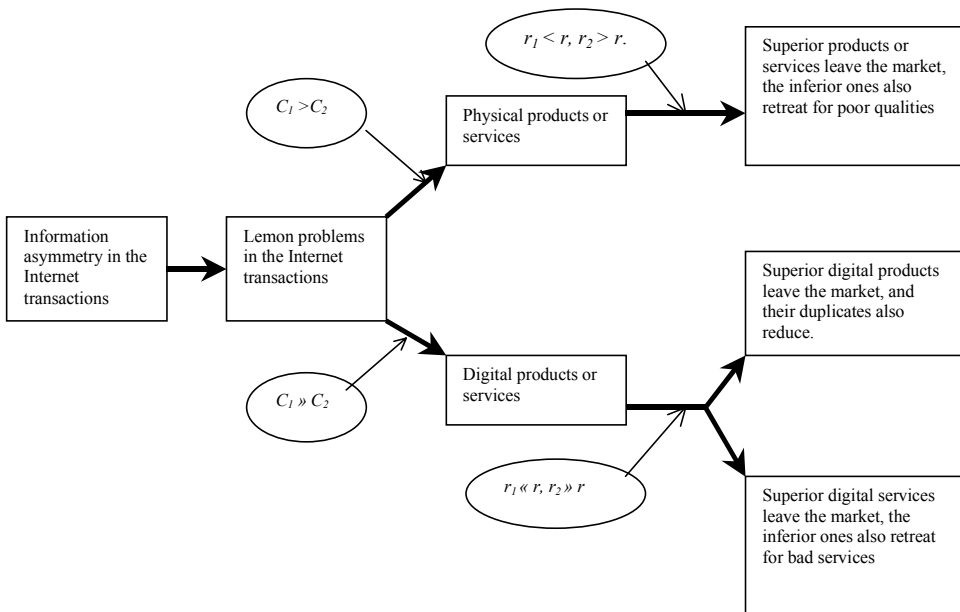 r1 < r, r2 > r.
Superior products or
services leave the market,
the inferior ones also
retreat for poor qualities
C1 >C2
Physical products or
services
Information
asymmetry in the
Internet
transactions
Lemon problems
in the Internet
transactions
Superior digital products
leave the market, and
their duplicates also
reduce.
C1 » C2
Digital products or
services
r1 « r, r2 » r
Superior digital services
leave the market, the
inferior ones also retreat
for bad services